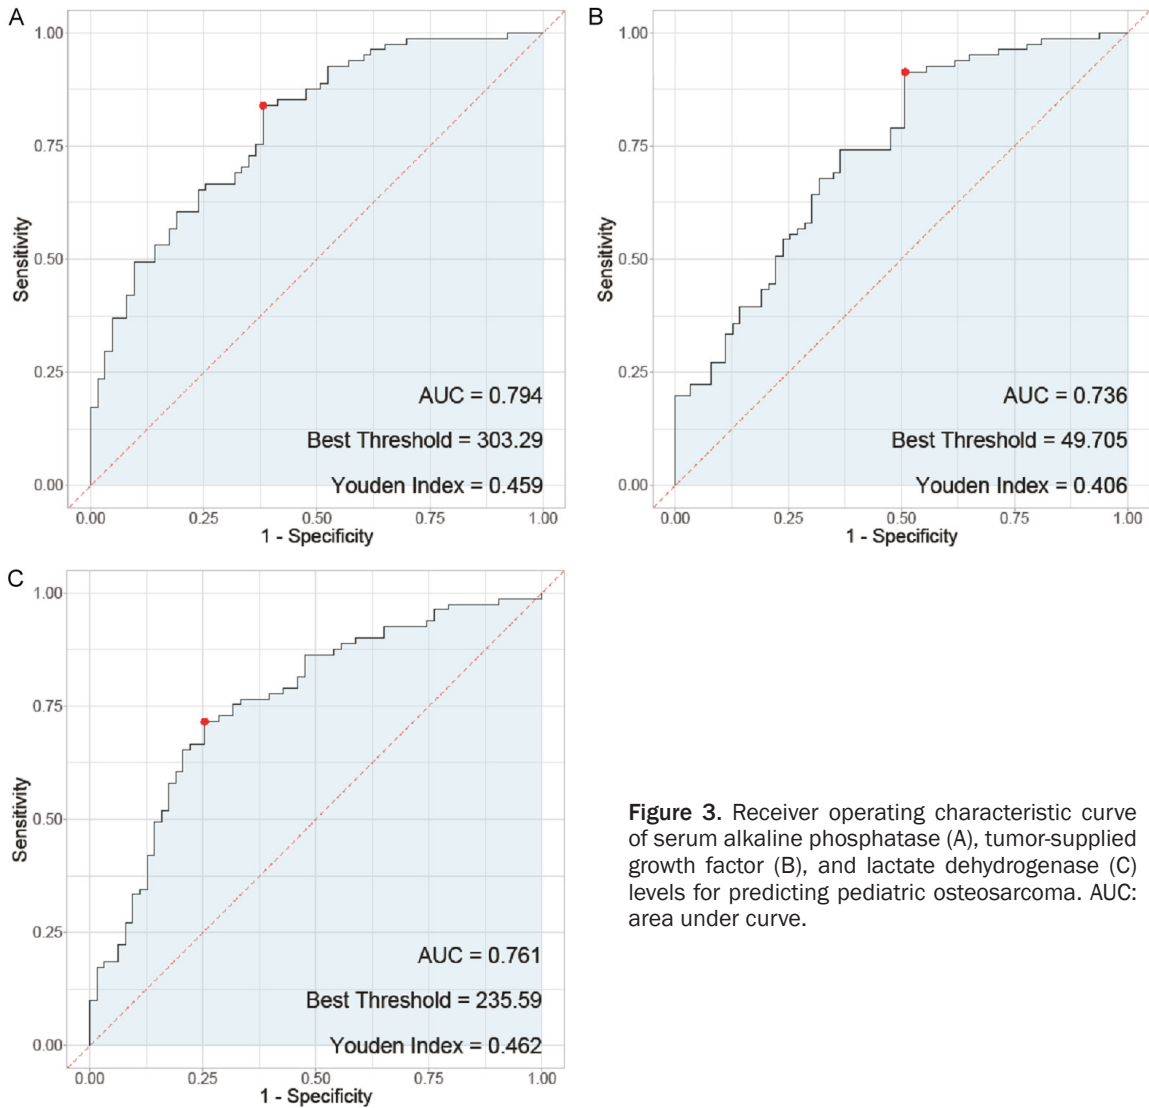 A
1.00
0.75
0.50
0.25
0.00
Sensitivity
AUC = 0.794
Best Threshold = 303.29
Youden Index = 0.459
0.00 0.25 0.50 0.75 1.00
1 - Specificity
B
1.00
0.75
0.50
0.25
0.00
Sensitivity
AUC = 0.736
Best Threshold = 49.705
Youden Index = 0.406
0.00 0.25 0.50 0.75 1.00
1 - Specificity
C
1.00
0.75
0.50
0.25
0.00
Sensitivity
AUC = 0.761
Best Threshold = 235.59
Youden Index = 0.462
0.00 0.25 0.50 0.75 1.00
1 - Specificity
Figure 3. Receiver operating characteristic curve
of serum alkaline phosphatase (A), tumor-supplied
growth factor (B), and lactate dehydrogenase (C)
levels for predicting pediatric osteosarcoma. AUC:
area under curve.